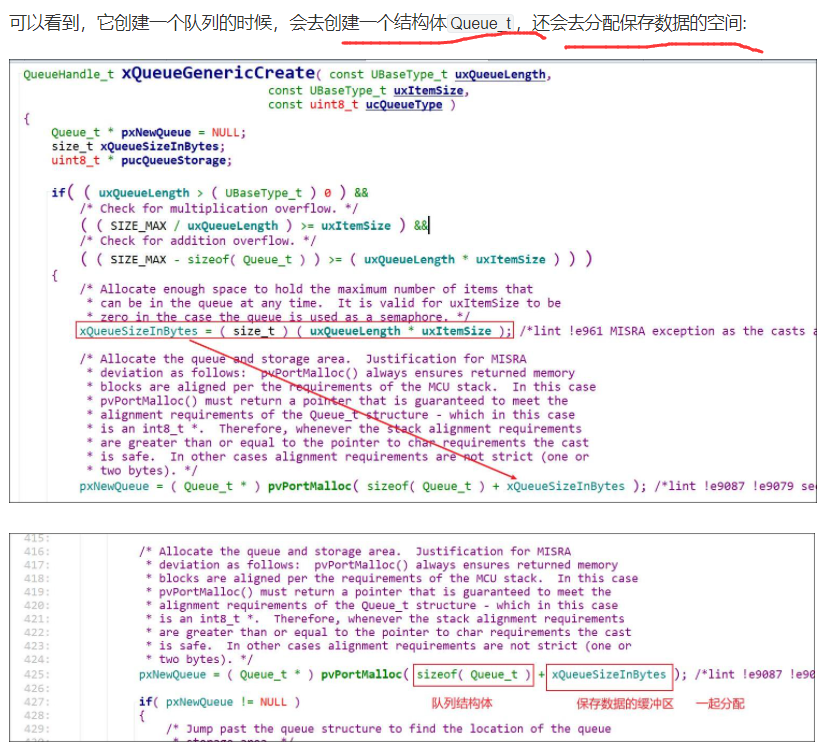 可以看到，它创建一个队列的时候，会去创建一个结构体 Queue_t，还会去分配保存数据的空间:
QueueHandle_t xQueueGenericCreate( const UBaseType_t uxQueueLength,
const UBaseType_t uxItemSize,
const uint8_t ucQueueType )
{
Queue_t * pxNewQueue = NULL;
size_t xQueueSizeInBytes;
uint8_t * pucQueueStorage;
if( ( uxQueueLength > ( UBaseType_t ) 0 ) &&
/* Check for multiplication overflow. */
( ( SIZE_MAX / uxQueueLength ) >= uxItemSize ) &&
/* Check for addition overflow. */
( ( SIZE_MAX - sizeof( Queue_t ) ) >= ( uxQueueLength * uxItemSize ) ) )
{
/* Allocate enough space to hold the maximum number of items that
* can be in the queue at any time.  It is valid for uxItemSize to be
* zero in the case the queue is used as a semaphore. */
xQueueSizeInBytes = ( size_t ) ( uxQueueLength * uxItemSize ); /*lint !e961 MISRA exception as the casts a
/* Allocate the queue and storage area.  Justification for MISRA
* deviation as follows:  pvPortMalloc() always ensures returned memory
* blocks are aligned per the requirements of the MCU stack.  In this case
* pvPortMalloc() must return a pointer that is guaranteed to meet the
* alignment requirements of the Queue_t structure - which in this case
* is an int8_t *.  Therefore, whenever the stack alignment requirements
* are greater than or equal to the pointer to char requirements the cast
* is safe.  In other cases alignment requirements are not strict (one or
* two bytes). */
pxNewQueue = ( Queue_t * ) pvPortMalloc( sizeof( Queue_t ) + xQueueSizeInBytes ); /*lint !e9087 !e9079 see
415:
416: /* Allocate the queue and storage area.  Justification for MISRA
417: * deviation as follows:  pvPortMalloc() always ensures returned memory
418: * blocks are aligned per the requirements of the MCU stack.  In this case
419: * pvPortMalloc() must return a pointer that is guaranteed to meet the
420: * alignment requirements of the Queue_t structure - which in this case
421: * is an int8_t *.  Therefore, whenever the stack alignment requirements
422: * are greater than or equal to the pointer to char requirements the cast
423: * is safe.  In other cases alignment requirements are not strict (one or
424: * two bytes). */
425: pxNewQueue = ( Queue_t * ) pvPortMalloc( sizeof( Queue_t ) + xQueueSizeInBytes ); /*lint !e9087 !e90
426:
427: if( pxNewQueue != NULL ) 队列结构体 保存数据的缓冲区 一起分配
428: {
429: /* Jump past the queue structure to find the location of the queue